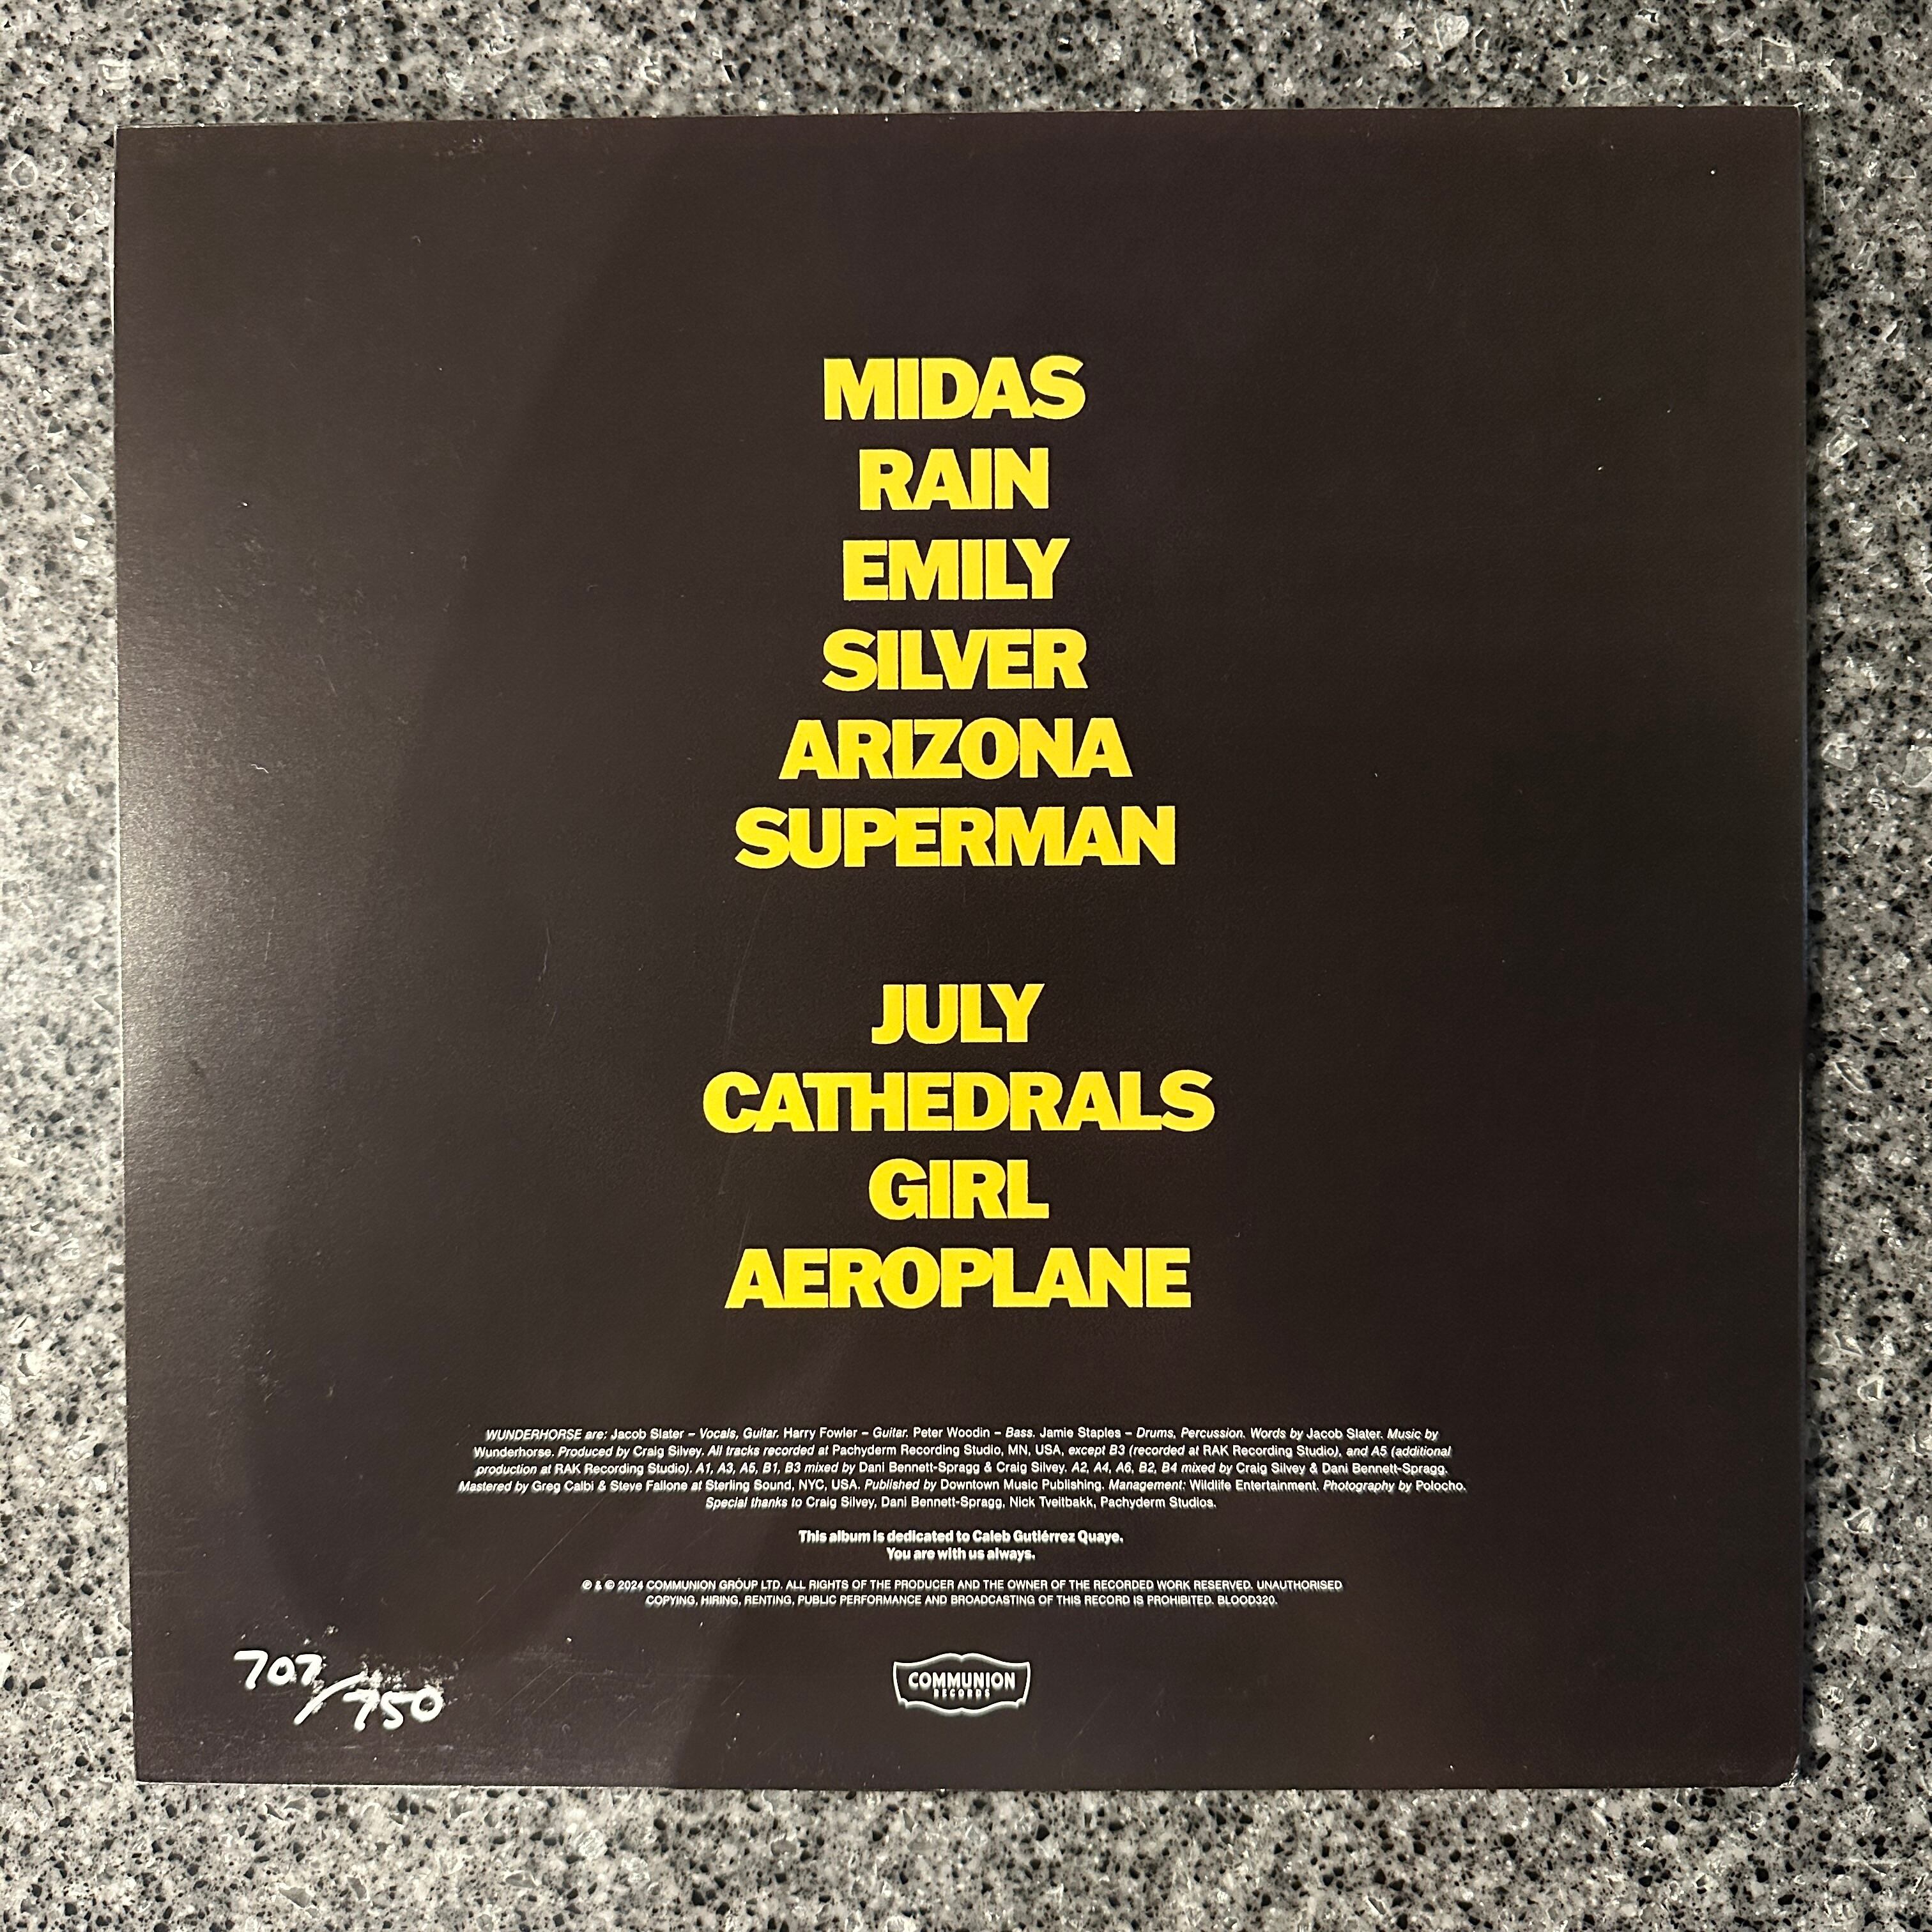 MIDAS
RAIN
EMILY
SILVER
ARIZONA
SUPERMAN
JULY
CATHEDRALS
GIRL
AEROPLANE
WUNDERHORSE are: Jacob Slater – Vocals, Guitar. Harry Fowler – Guitar. Peter Woodin – Bass. Jamie Staples – Drums, Percussion. Words by Jacob Slater. Music by
Wunderhorse. Produced by Craig Silvey. All tracks recorded at Pachyderm Recording Studio, MN, USA, except B3 (recorded at RAK Recording Studio), and A5 (additional
production at RAK Recording Studio). A1, A3, A5, B1, B3 mixed by Dani Bennett-Spragg & Craig Silvey. A2, A4, A6, B2, B4 mixed by Craig Silvey & Dani Bennett-Spragg.
Mastered by Greg Calbi & Steve Fallone at Sterling Sound, NYC, USA. Published by Downtown Music Publishing. Management: Wildlife Entertainment. Photography by Polocho.
Special thanks to Craig Silvey, Dani Bennett-Spragg, Nick Tveitbakk, Pachyderm Studios.
This album is dedicated to Caleb Gutiérrez Quaye.
You are with us always.
℗ & © 2024 COMMUNION GROUP LTD. ALL RIGHTS OF THE PRODUCER AND THE OWNER OF THE RECORDED WORK RESERVED. UNAUTHORISED
COPYING, HIRING, RENTING, PUBLIC PERFORMANCE AND BROADCASTING OF THIS RECORD IS PROHIBITED. BLOOD320.
707/750
COMMUNION
RECORDS